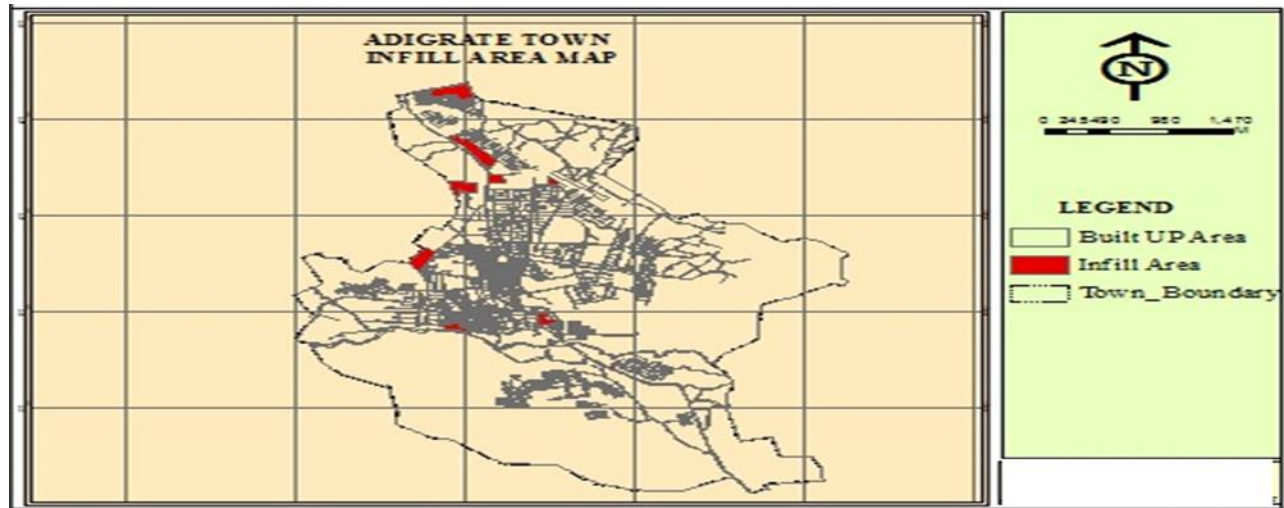 ADIGRATE TOWN
INFILL AREA MAP
N
0 245490 980 1,470
M
LEGEND
Built UP Area
Infill Area
Town_Boundary